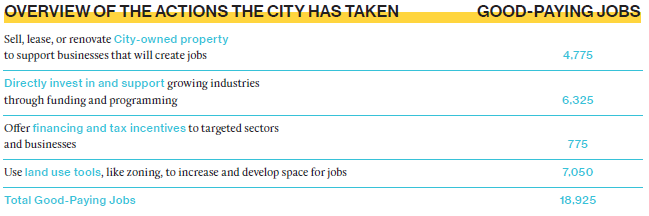 OVERVIEW OF THE ACTIONS THE CITY HAS TAKEN GOOD-PAYING JOBS
Sell, lease, or renovate City-owned property
to support businesses that will create jobs 4,775
Directly invest in and support growing industries
through funding and programming 6,325
Offer financing and tax incentives to targeted sectors
and businesses 775
Use land use tools, like zoning, to increase and develop space for jobs 7,050
Total Good-Paying Jobs 18,925